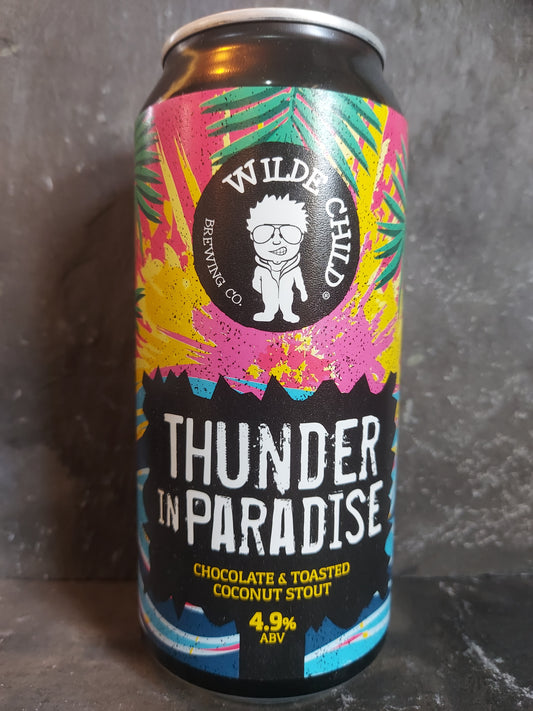 WILDE CHILD
BREWING CO.
®
THUNDER
IN PARADISE
CHOCOLATE & TOASTED
COCONUT STOUT
4.9%
ABV